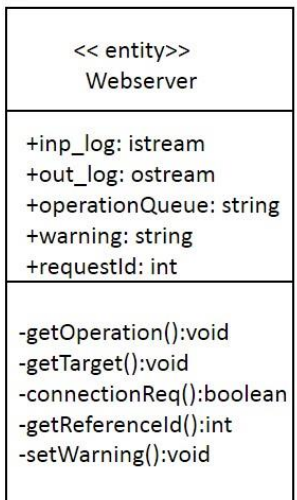 << entity>>
Webserver
+inp_log: istream
+out_log: ostream
+operationQueue: string
+warning: string
+requestId: int
-getOperation():void
-getTarget():void
-connectionReq():boolean
-getReferenceId():int
-setWarning():void